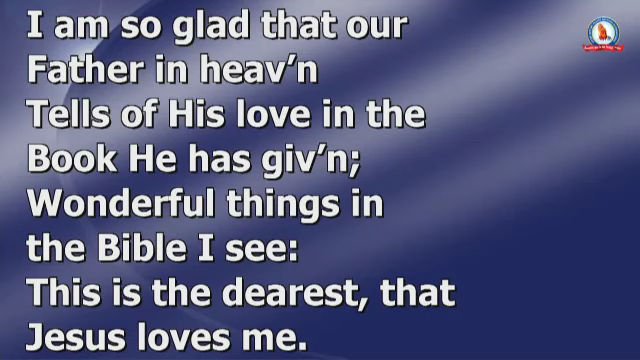 I am so glad that our
Father in heav’n
Tells of His love in the
Book He has giv’n;
Wonderful things in
the Bible I see:
This is the dearest, that
Jesus loves me.